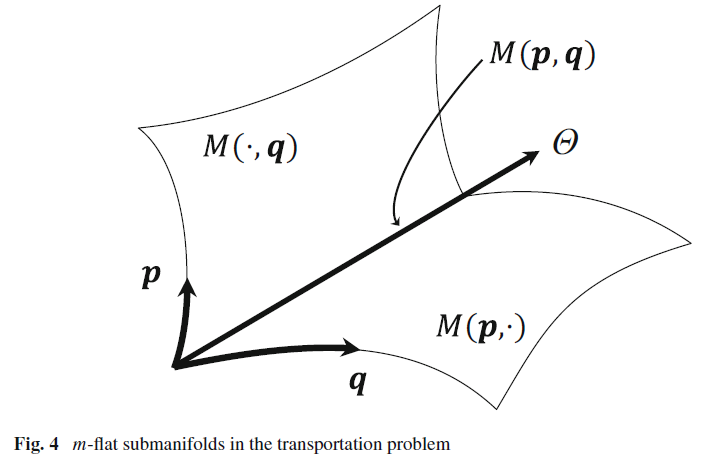 M(p, q)
Θ
M(·, q)
p
M(p,·)
q
Fig. 4 m-flat submanifolds in the transportation problem